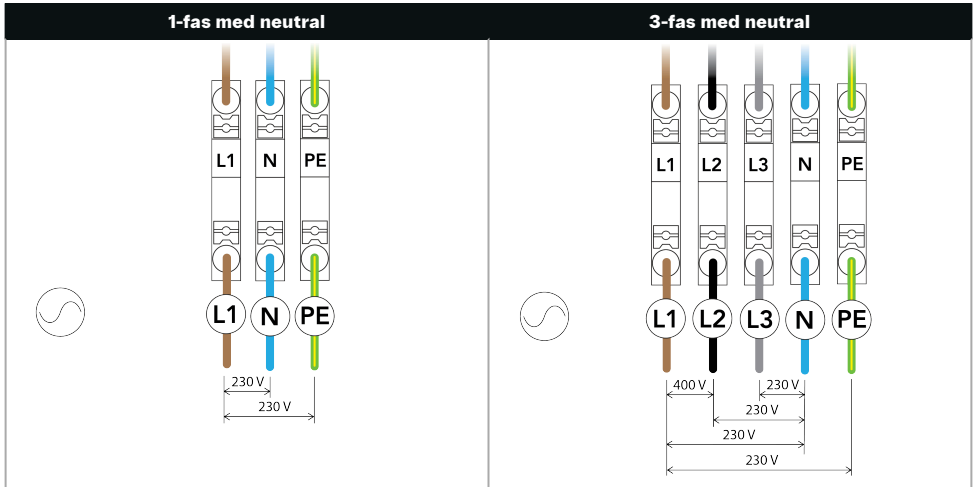 1-fas med neutral
L1 N PE
L1 N PE
230 V
230 V
3-fas med neutral
L1 L2 L3 N PE
L1 L2 L3 N PE
400 V 230 V
230 V
230 V
230 V